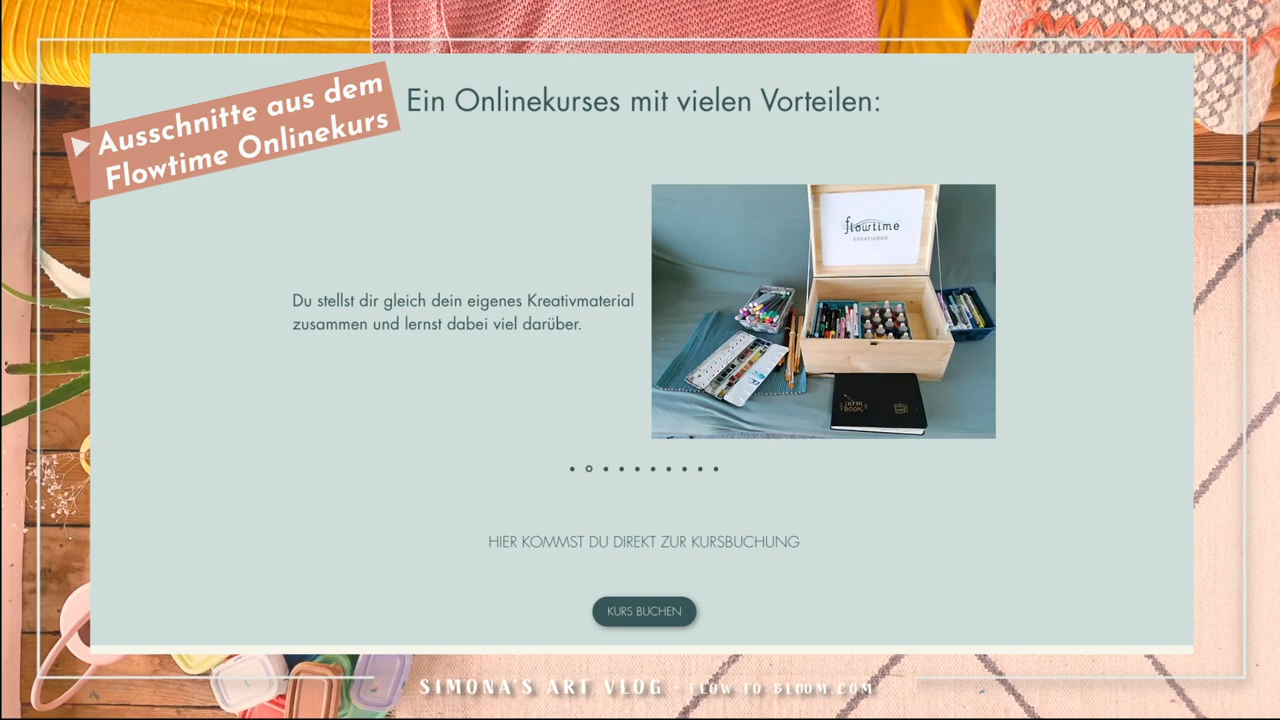 Ausschnitte aus dem
Flowtime Onlinekurs
Ein Onlinekurses mit vielen Vorteilen:
flowtime
KREATIVBOX
Du stellst dir gleich dein eigenes Kreativmaterial
zusammen und lernst dabei viel darüber.
HIER KOMMST DU DIREKT ZUR KURSBUCHUNG
KURS BUCHEN
SIMONA'S ART VLOG - FLOW TO BLOOM.COM